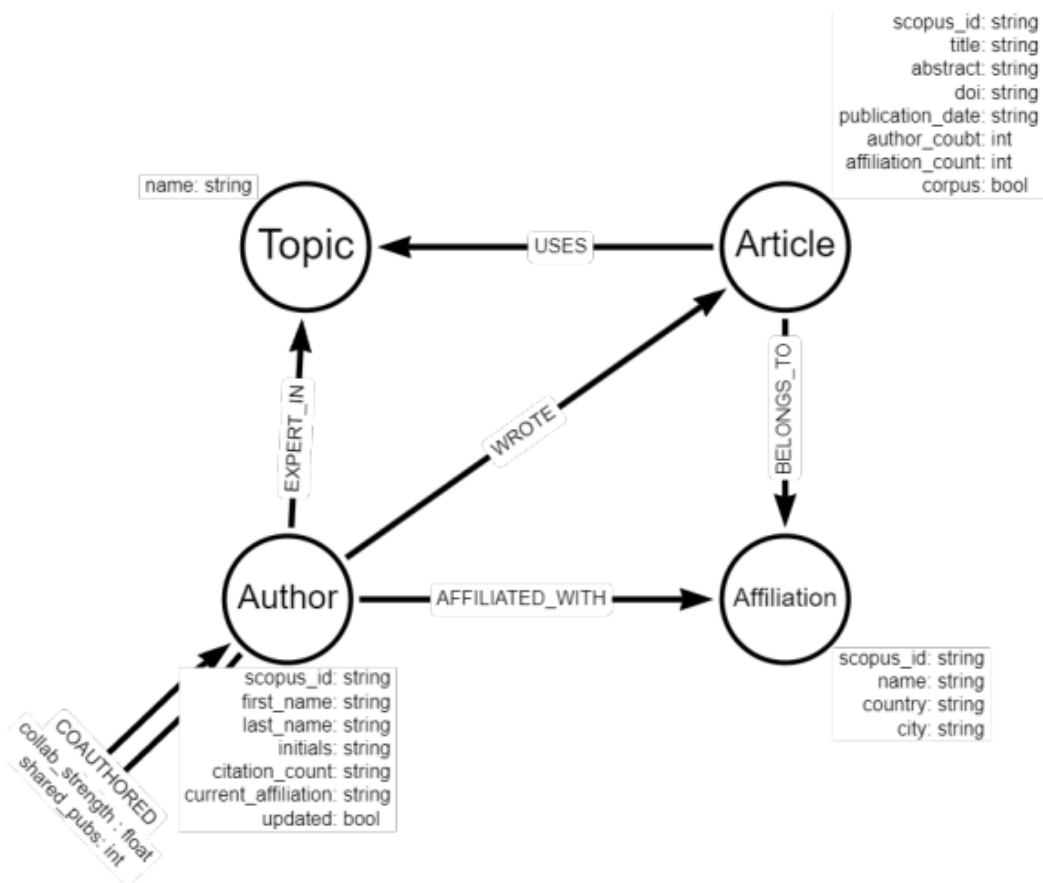 scopus_id: string
title: string
abstract: string
doi: string
publication_date: string
author_coubt: int
affiliation_count: int
corpus: bool
name: string
Topic
USES
Article
EXPERT_IN
WROTE
BELONGS_TO
Author
AFFILIATED_WITH
Affiliation
scopus_id: string
first_name: string
last_name: string
initials: string
citation_count: string
current_affiliation: string
updated: bool
scopus_id: string
name: string
country: string
city: string
COAUTHORED
collab_strength : float
shared_pubs: int